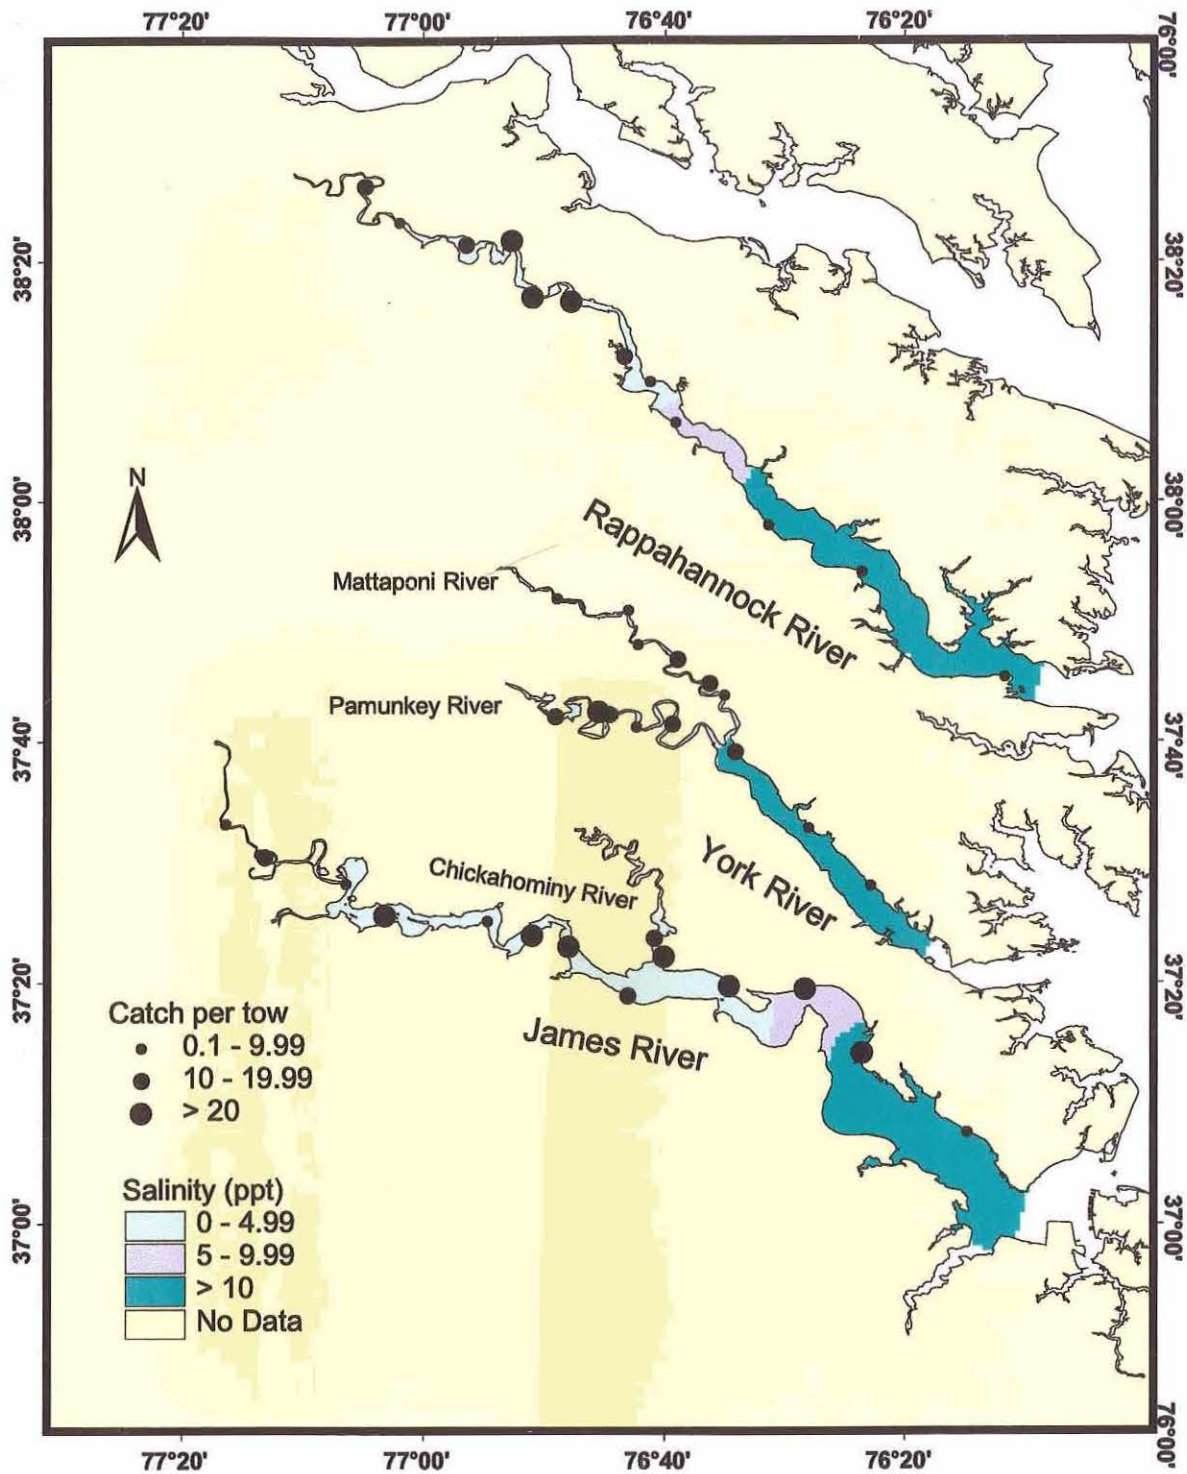 77°20' 77°00' 76°40' 76°20' 76°00'
38°20' 38°20'
N
38°00' 38°00'
Rappahannock River
Mattaponi River
Pamunkey River
37°40' 37°40'
York River
Chickahominy River
37°20' 37°20'
James River
Catch per tow
0.1 - 9.99
10 - 19.99
> 20
Salinity (ppt)
0 - 4.99
5 - 9.99
> 10
No Data
37°00' 37°00'
77°20' 77°00' 76°40' 76°20' 76°00'